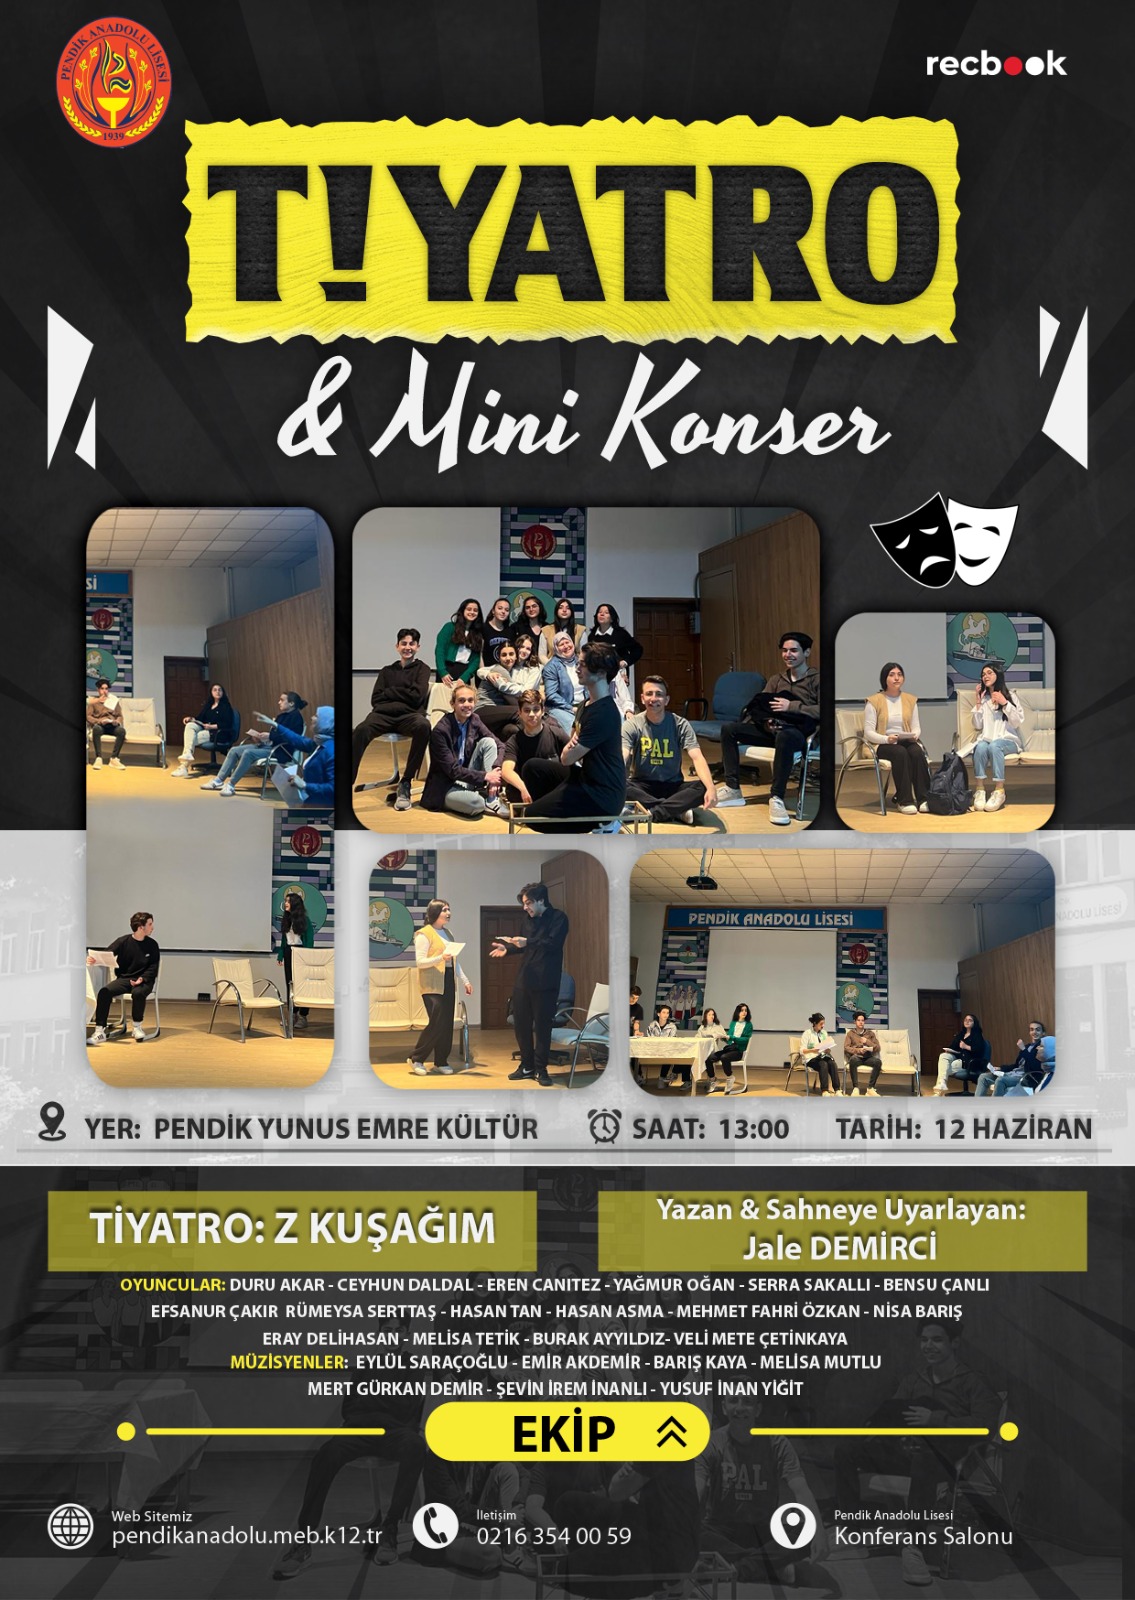 PENDİK ANADOLU LİSESİ
1939
recbook
T!YATRO
& Mini Konser
Sİ
PAL
PENDİK ANADOLU LİSESİ
ANADOLU LİSESİ
YER: PENDİK YUNUS EMRE KÜLTÜR
SAAT: 13:00
TARİH: 12 HAZİRAN
TİYATRO: Z KUŞAĞIM
Yazan & Sahneye Uyarlayan:
Jale DEMİRCİ
OYUNCULAR: DURU AKAR - CEYHUN DALDAL - EREN CANITEZ - YAĞMUR OĞAN - SERRA SAKALLI - BENSU ÇANLI
EFSANUR ÇAKIR RÜMEYSA SERTTAŞ - HASAN TAN - HASAN ASMA - MEHMET FAHRİ ÖZKAN - NİSA BARIŞ
ERAY DELİHASAN - MELİSA TETİK - BURAK AYYILDIZ- VELİ METE ÇETİNKAYA
MÜZİSYENLER: EYLÜL SARAÇOĞLU - EMİR AKDEMİR - BARIŞ KAYA - MELİSA MUTLU
MERT GÜRKAN DEMİR - ŞEVİN İREM İNANLI - YUSUF İNAN YİĞİT
EKİP
Web Sitemiz
pendikanadolu.meb.k12.tr
İletişim
0216 354 00 59
Pendik Anadolu Lisesi
Konferans Salonu